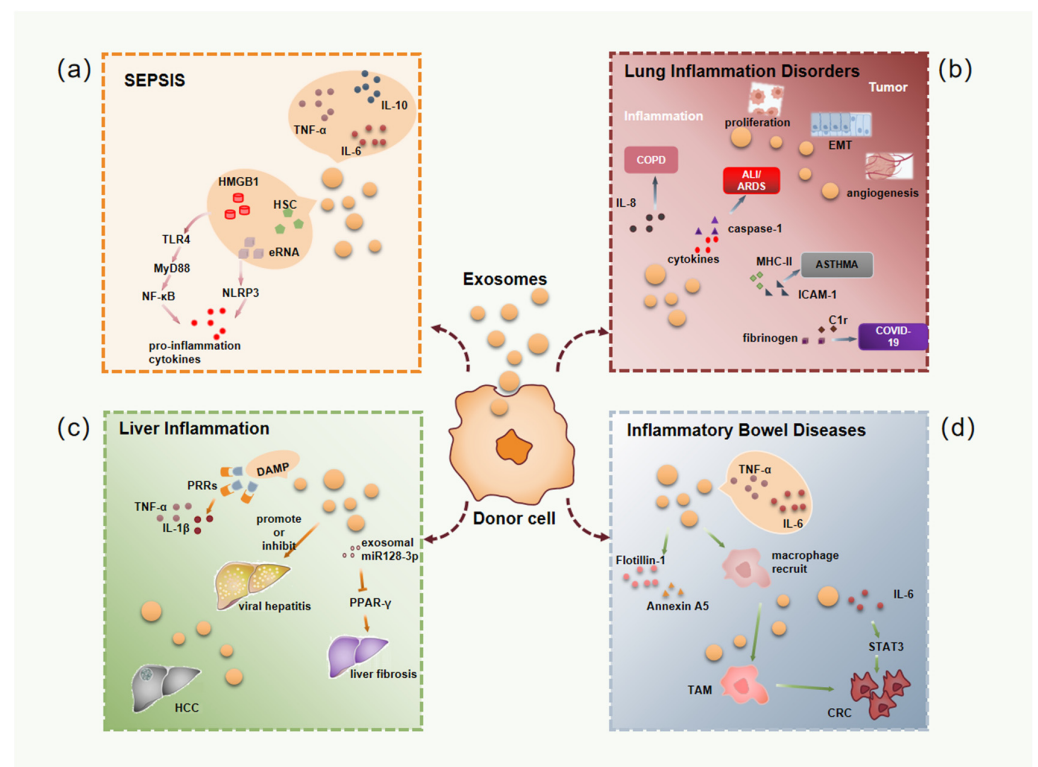 (a)
SEPSIS
IL-10
TNF-α
IL-6
HMGB1
HSC
eRNA
TLR4
MyD88
NF-κB
NLRP3
pro-inflammation
cytokines
(b)
Lung Inflammation Disorders
Tumor
Inflammation
proliferation
EMT
angiogenesis
COPD
ALI/
ARDS
IL-8
caspase-1
cytokines
MHC-II
ASTHMA
ICAM-1
C1r
fibrinogen
COVID-
19
Exosomes
Donor cell
(c)
Liver Inflammation
DAMP
PRRs
TNF-α
IL-1β
promote
or
inhibit
exosomal
miR128-3p
viral hepatitis
PPAR-γ
liver fibrosis
HCC
(d)
Inflammatory Bowel Diseases
TNF-α
IL-6
Flotillin-1
Annexin A5
macrophage
recruit
IL-6
STAT3
TAM
CRC